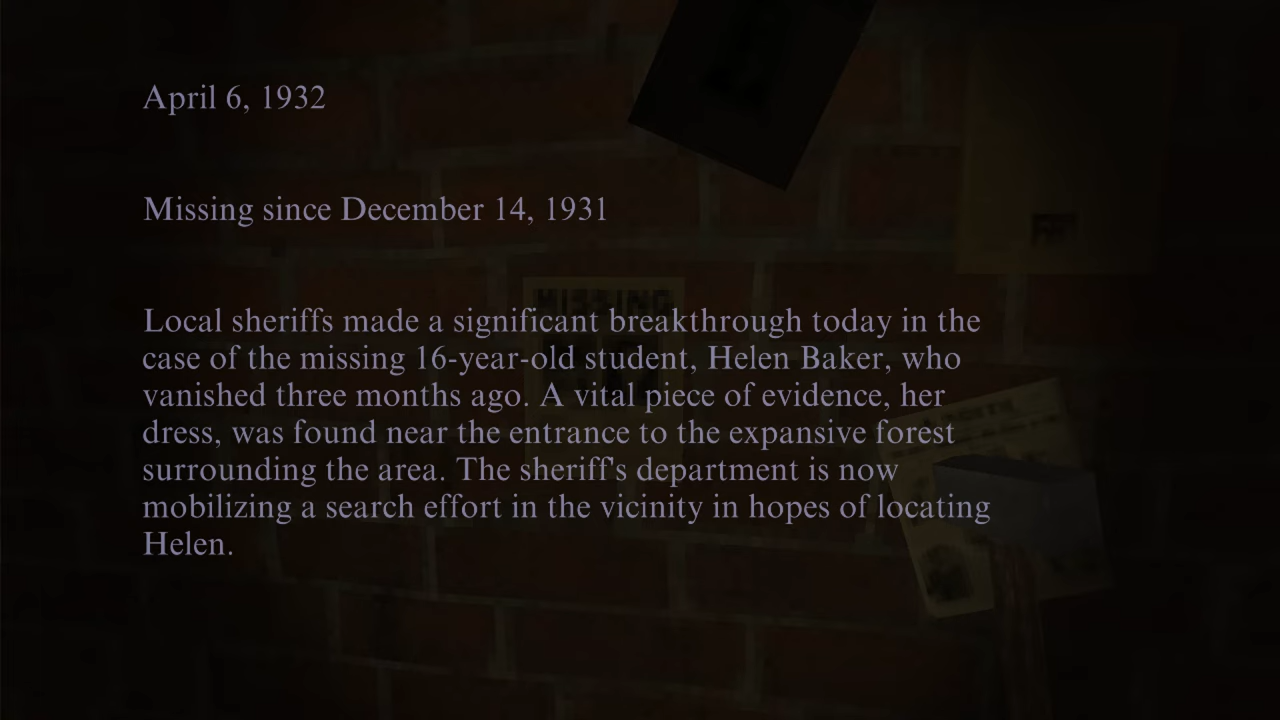 April 6, 1932
Missing since December 14, 1931
Local sheriffs made a significant breakthrough today in the
case of the missing 16-year-old student, Helen Baker, who
vanished three months ago. A vital piece of evidence, her
dress, was found near the entrance to the expansive forest
surrounding the area. The sheriff's department is now
mobilizing a search effort in the vicinity in hopes of locating
Helen.
MISSING